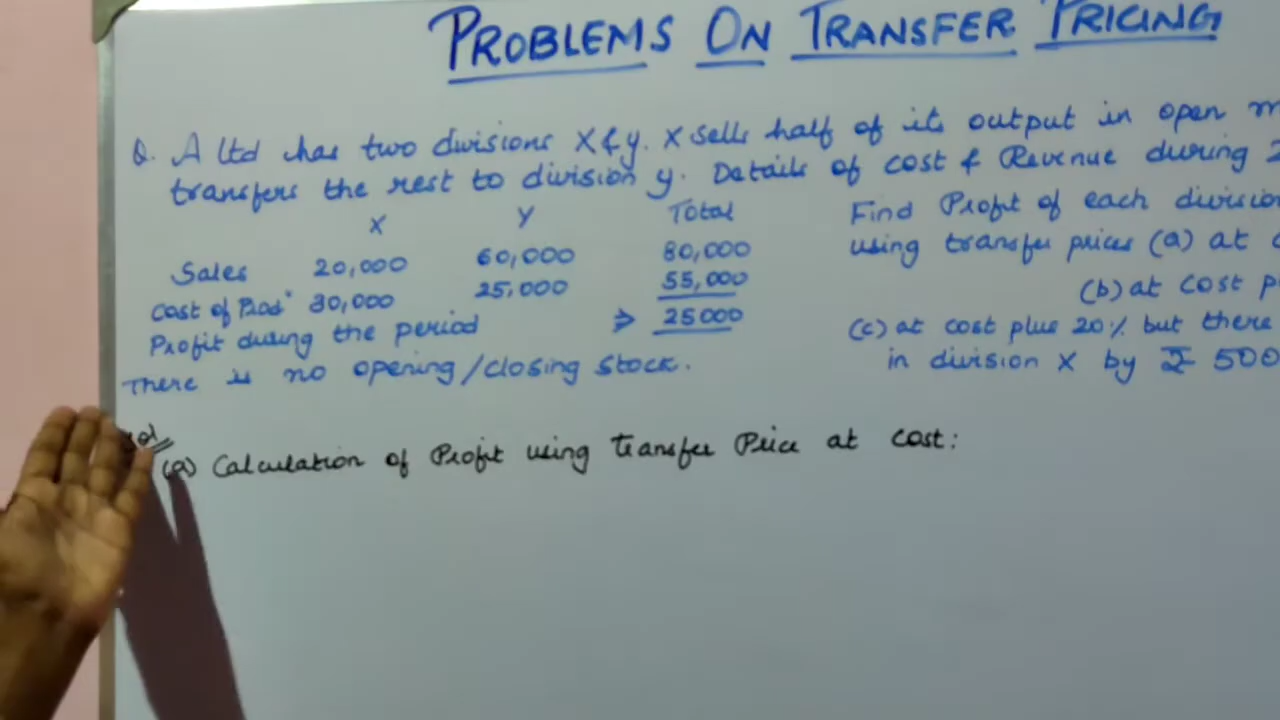 PROBLEMS ON TRANSFER PRICING
Q. A ltd has two divisions X & y. X sells half of its output in open
transfers the rest to division y. Details of cost & Revenue during
X Y Total
Sales 20,000 60,000 80,000
Cost of Prodⁿ 30,000 25,000 55,000
Profit during the period ⇒ 25000
There is no opening/closing stock.
Find Profit of each division
using transfer prices (a) at
(b) at cost
(c) at cost plus 20% but there
in division X by ₹ 500
Sol
(a) Calculation of Profit using Transfer Price at cost: